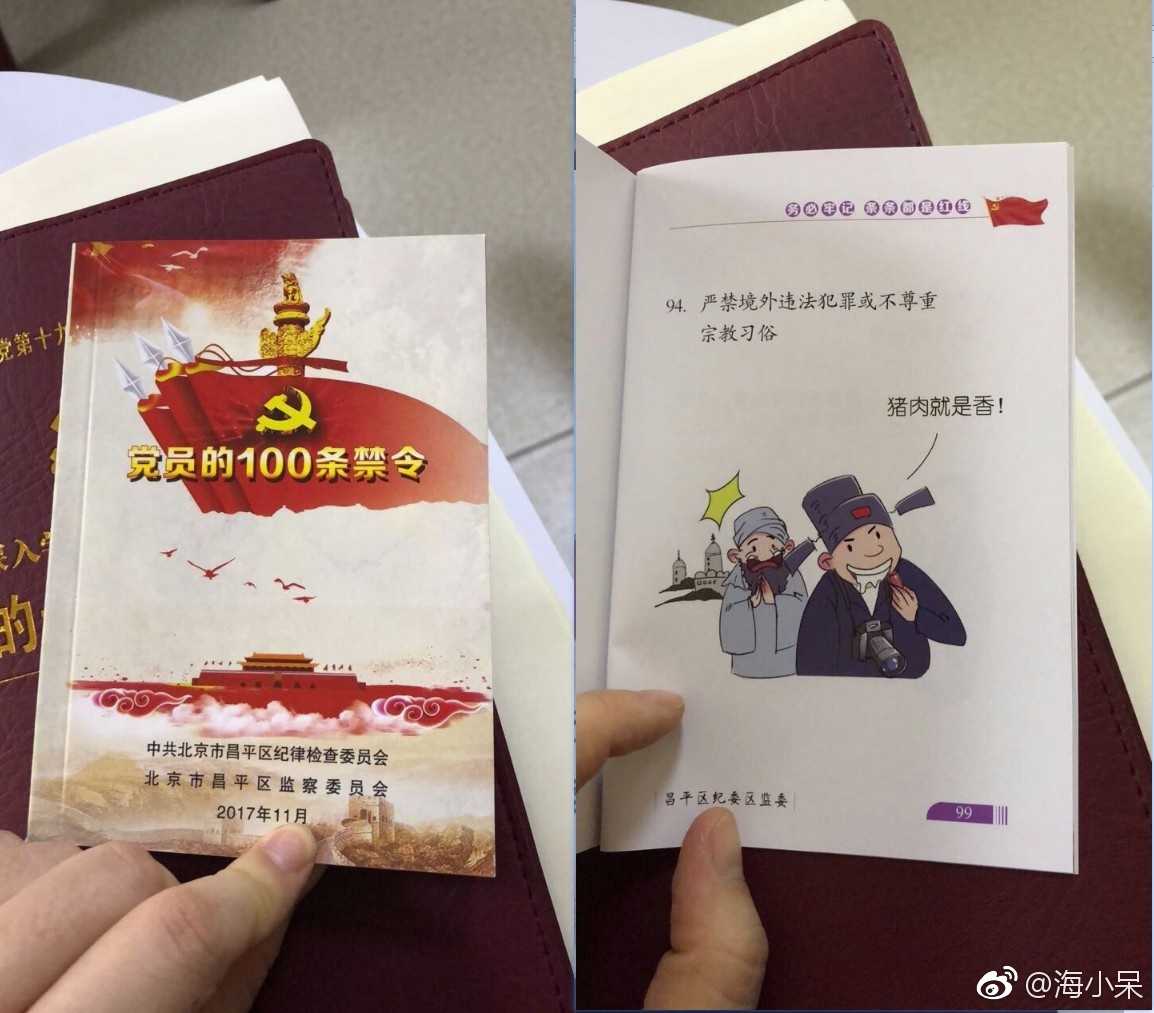 党第十九
深入学
的
党员的100条禁令
中共北京市昌平区纪律检查委员会
北京市昌平区监察委员会
2017年11月
务必牢记 条条都是红线
94. 严禁境外违法犯罪或不尊重
宗教习俗
猪肉就是香!
昌平区纪委区监委
99
@海小呆